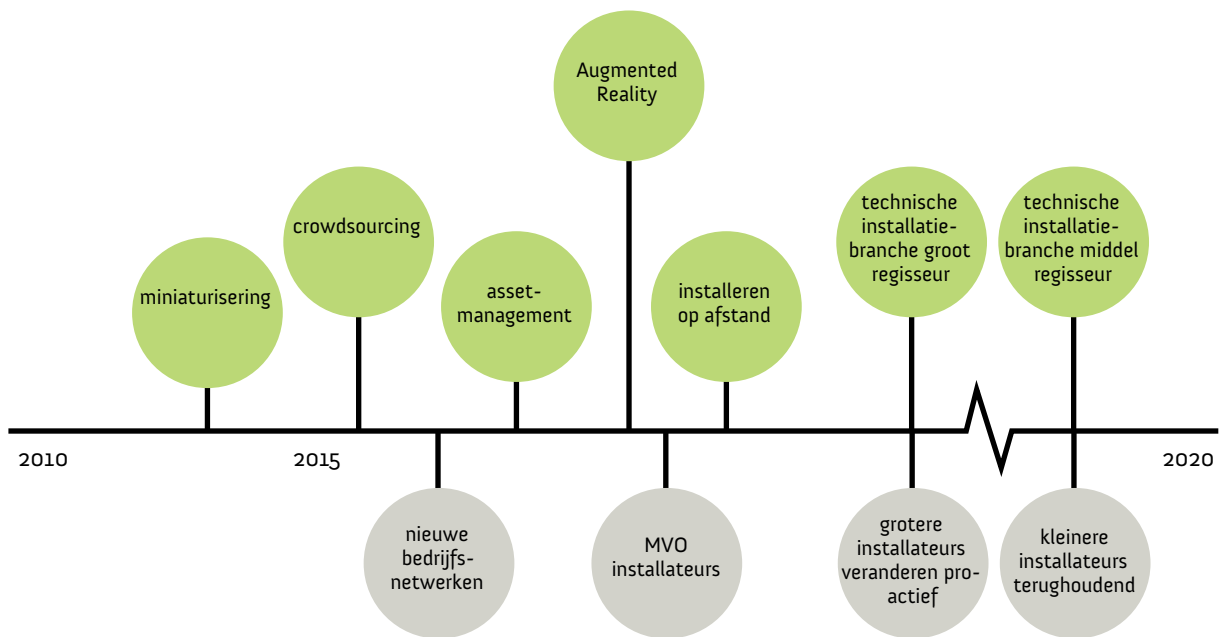 Augmented
Reality
crowdsourcing
technische
installatie-
branche groot
regisseur
technische
installatie-
branche middel
regisseur
miniaturisering
asset-
management
installeren
op afstand
2010
2015
2020
nieuwe
bedrijfs-
netwerken
MVO
installateurs
grotere
installateurs
veranderen pro-
actief
kleinere
installateurs
terughoudend